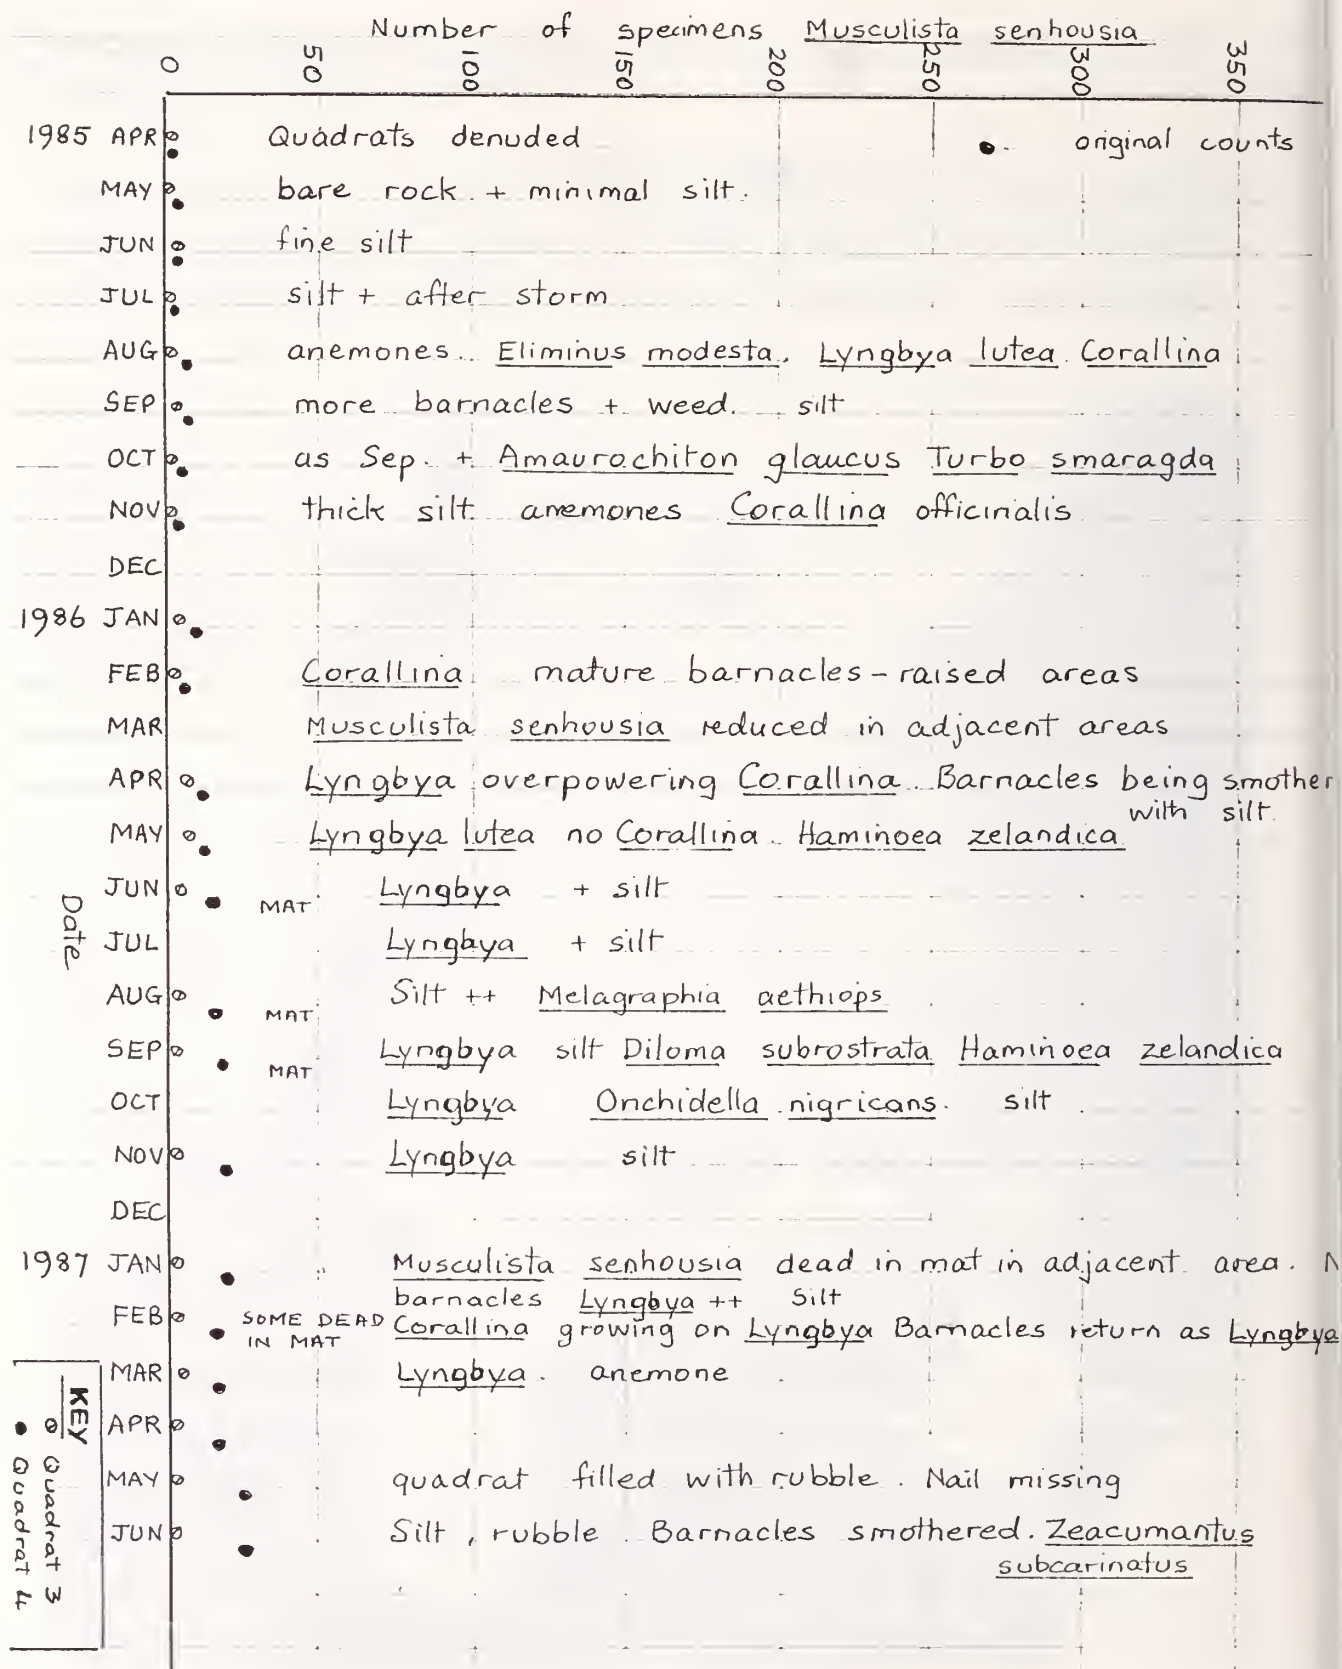 Number of specimens Musculista senhousia
0 50 100 150 200 250 300 350
1985 APR Quadrats denuded original counts
MAY bare rock + minimal silt.
JUN fine silt
JUL silt + after storm
AUG anemones Eliminus modesta. Lyngbya lutea Corallina
SEP more barnacles + weed. silt
OCT as Sep. + Amaurochiton glaucus Turbo smaragda
NOV thick silt anemones Corallina officinalis
DEC
1986 JAN
FEB Corallina mature barnacles - raised areas
MAR Musculista senhousia reduced in adjacent areas
APR Lyngbya overpowering Corallina Barnacles being smother
with silt.
MAY Lyngbya lutea no Corallina Haminoea zelandica
JUN MAT Lyngbya + silt
Date
JUL Lyngbya + silt
AUG MAT Silt ++ Melagraphia aethiops
SEP MAT Lyngbya silt Diloma subrostrata Haminoea zelandica
OCT Lyngbya Onchidella nigricans. silt
NOV Lyngbya silt
DEC
1987 JAN Musculista senhousia dead in mat in adjacent area. N
barnacles Lyngbya ++ Silt
FEB SOME DEAD IN MAT Corallina growing on Lyngbya Barnacles return as Lyngbya
MAR Lyngbya. anemone
APR
MAY quadrat filled with rubble. Nail missing
JUN Silt, rubble. Barnacles smothered. Zeacumantus
subcarinatus
KEY
Quadrat 3
Quadrat 4